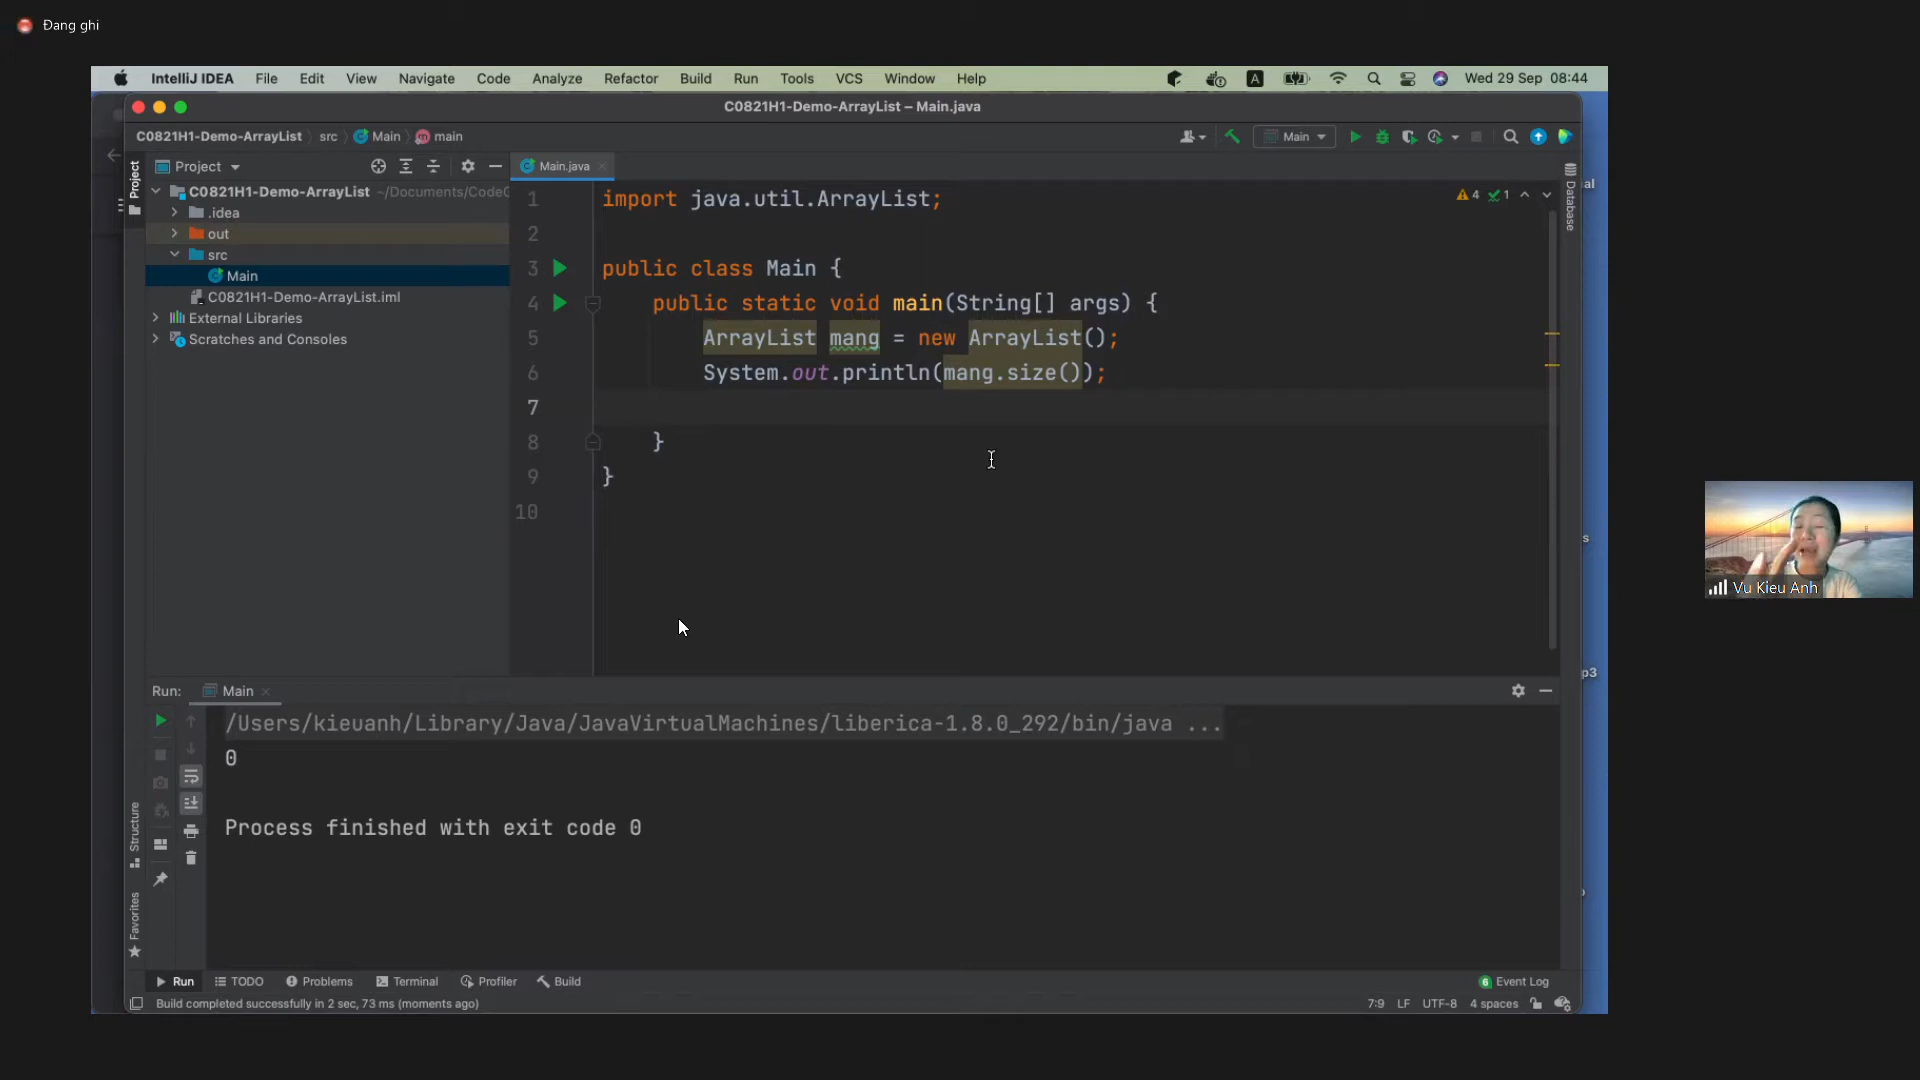 Đang ghi
IntelliJ IDEA File Edit View Navigate Code Analyze Refactor Build Run Tools VCS Window Help A Wed 29 Sep 08:44
C0821H1-Demo-ArrayList – Main.java
C0821H1-Demo-ArrayList src Main main Main
Project
Project
Main.java
C0821H1-Demo-ArrayList ~/Documents/CodeG
.idea
out
src
Main
C0821H1-Demo-ArrayList.iml
External Libraries
Scratches and Consoles
4 1
Database
1 import java.util.ArrayList;
2
3 public class Main {
4 public static void main(String[] args) {
5 ArrayList mang = new ArrayList();
6 System.out.println(mang.size());
7
8 }
9 }
10
al
s
p3
Vu Kieu Anh
Run: Main
/Users/kieuanh/Library/Java/JavaVirtualMachines/liberica-1.8.0_292/bin/java ...
0
Process finished with exit code 0
Structure
Favorites
Run TODO Problems Terminal Profiler Build 6 Event Log
Build completed successfully in 2 sec, 73 ms (moments ago) 7:9 LF UTF-8 4 spaces